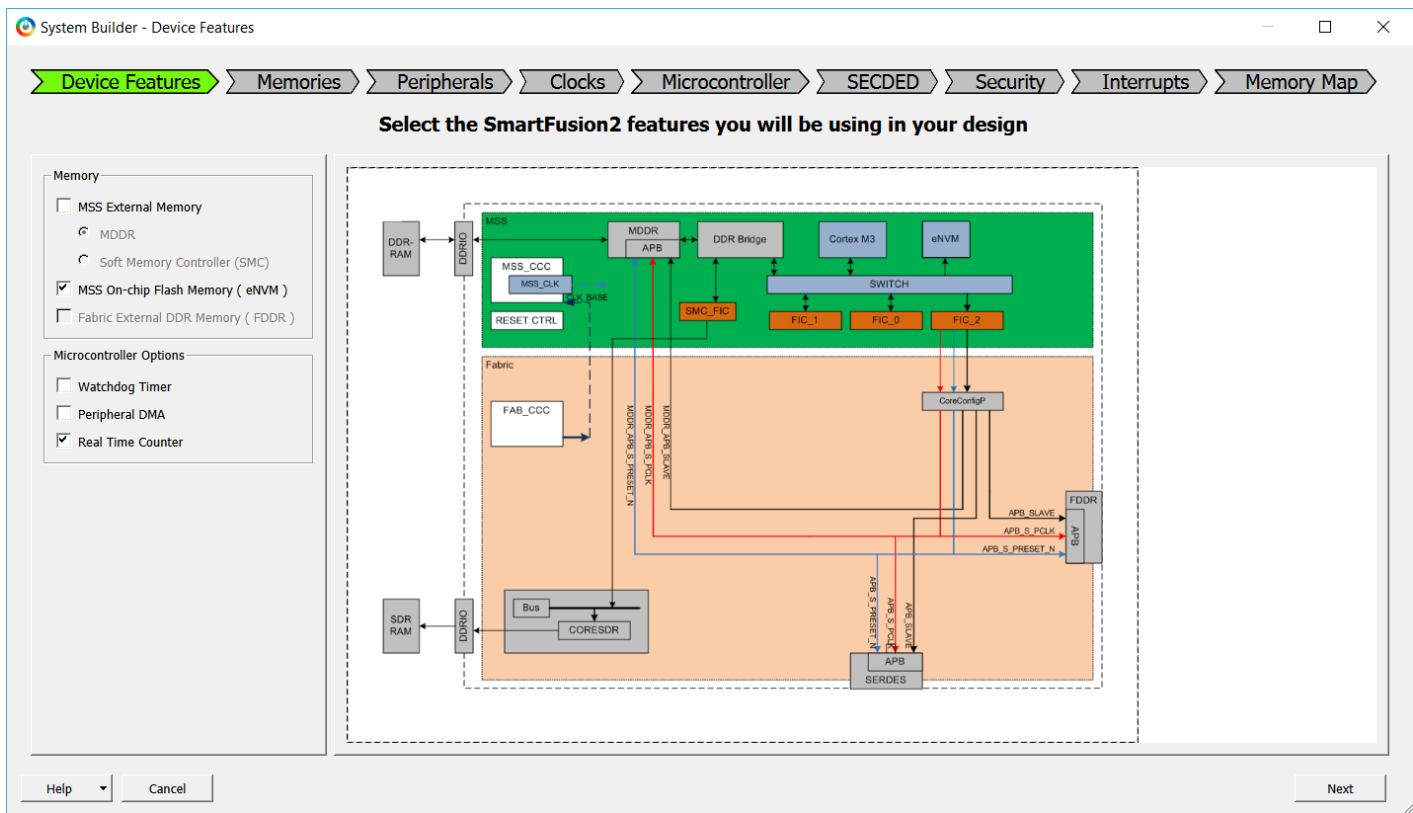 System Builder - Device Features
Device Features
Memories
Peripherals
Clocks
Microcontroller
SECDED
Security
Interrupts
Memory Map
Select the SmartFusion2 features you will be using in your design
Memory
MSS External Memory
MDDR
Soft Memory Controller (SMC)
MSS On-chip Flash Memory ( eNVM )
Fabric External DDR Memory ( FDDR )
Microcontroller Options
Watchdog Timer
Peripheral DMA
Real Time Counter
MSS
DDR-
RAM
DDRIO
MDDR
APB
DDR Bridge
Cortex M3
eNVM
MSS_CCC
MSS_CLK
CLK_BASE
SWITCH
RESET CTRL
SMC_FIC
FIC_1
FIC_0
FIC_2
Fabric
FAB_CCC
CoreConfigP
MDDR_APB_S_PRESET_N
MDDR_APB_S_PCLK
MDDR_APB_SLAVE
FDDR
APB
APB_SLAVE
APB_S_PCLK
APB_S_PRESET_N
APB_S_PRESET_N
APB_S_PCLK
APB_SLAVE
SDR
RAM
DDRIO
Bus
CORESDR
APB
SERDES
Help
Cancel
Next